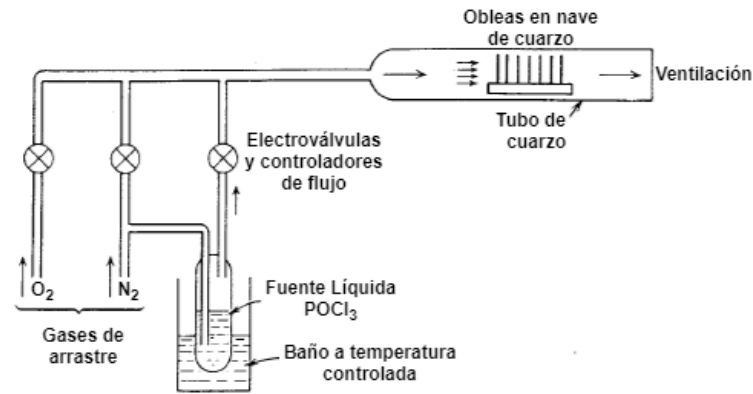 Obleas en nave
de cuarzo
Ventilación
Tubo de
cuarzo
Electroválvulas
y controladores
de flujo
O₂
N₂
Gases de
arrastre
Fuente Líquida
POCl₃
Baño a temperatura
controlada